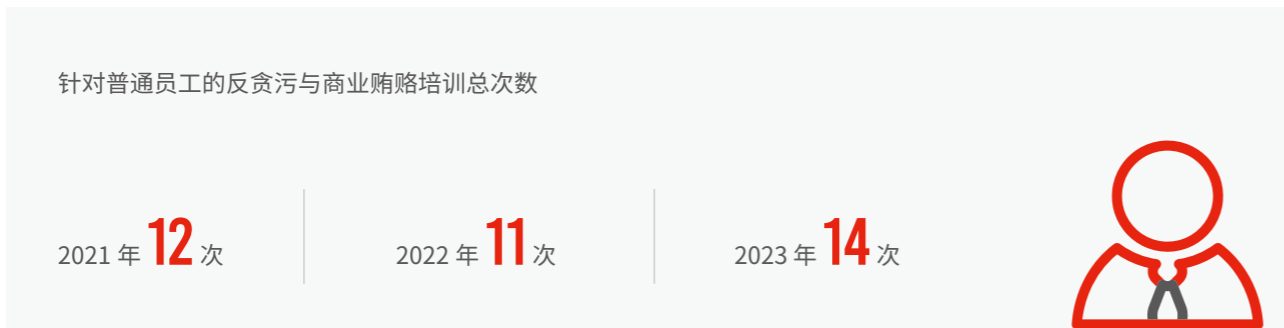 针对普通员工的反贪污与商业贿赂培训总次数
2021 年 12 次 2022 年 11 次 2023 年 14 次